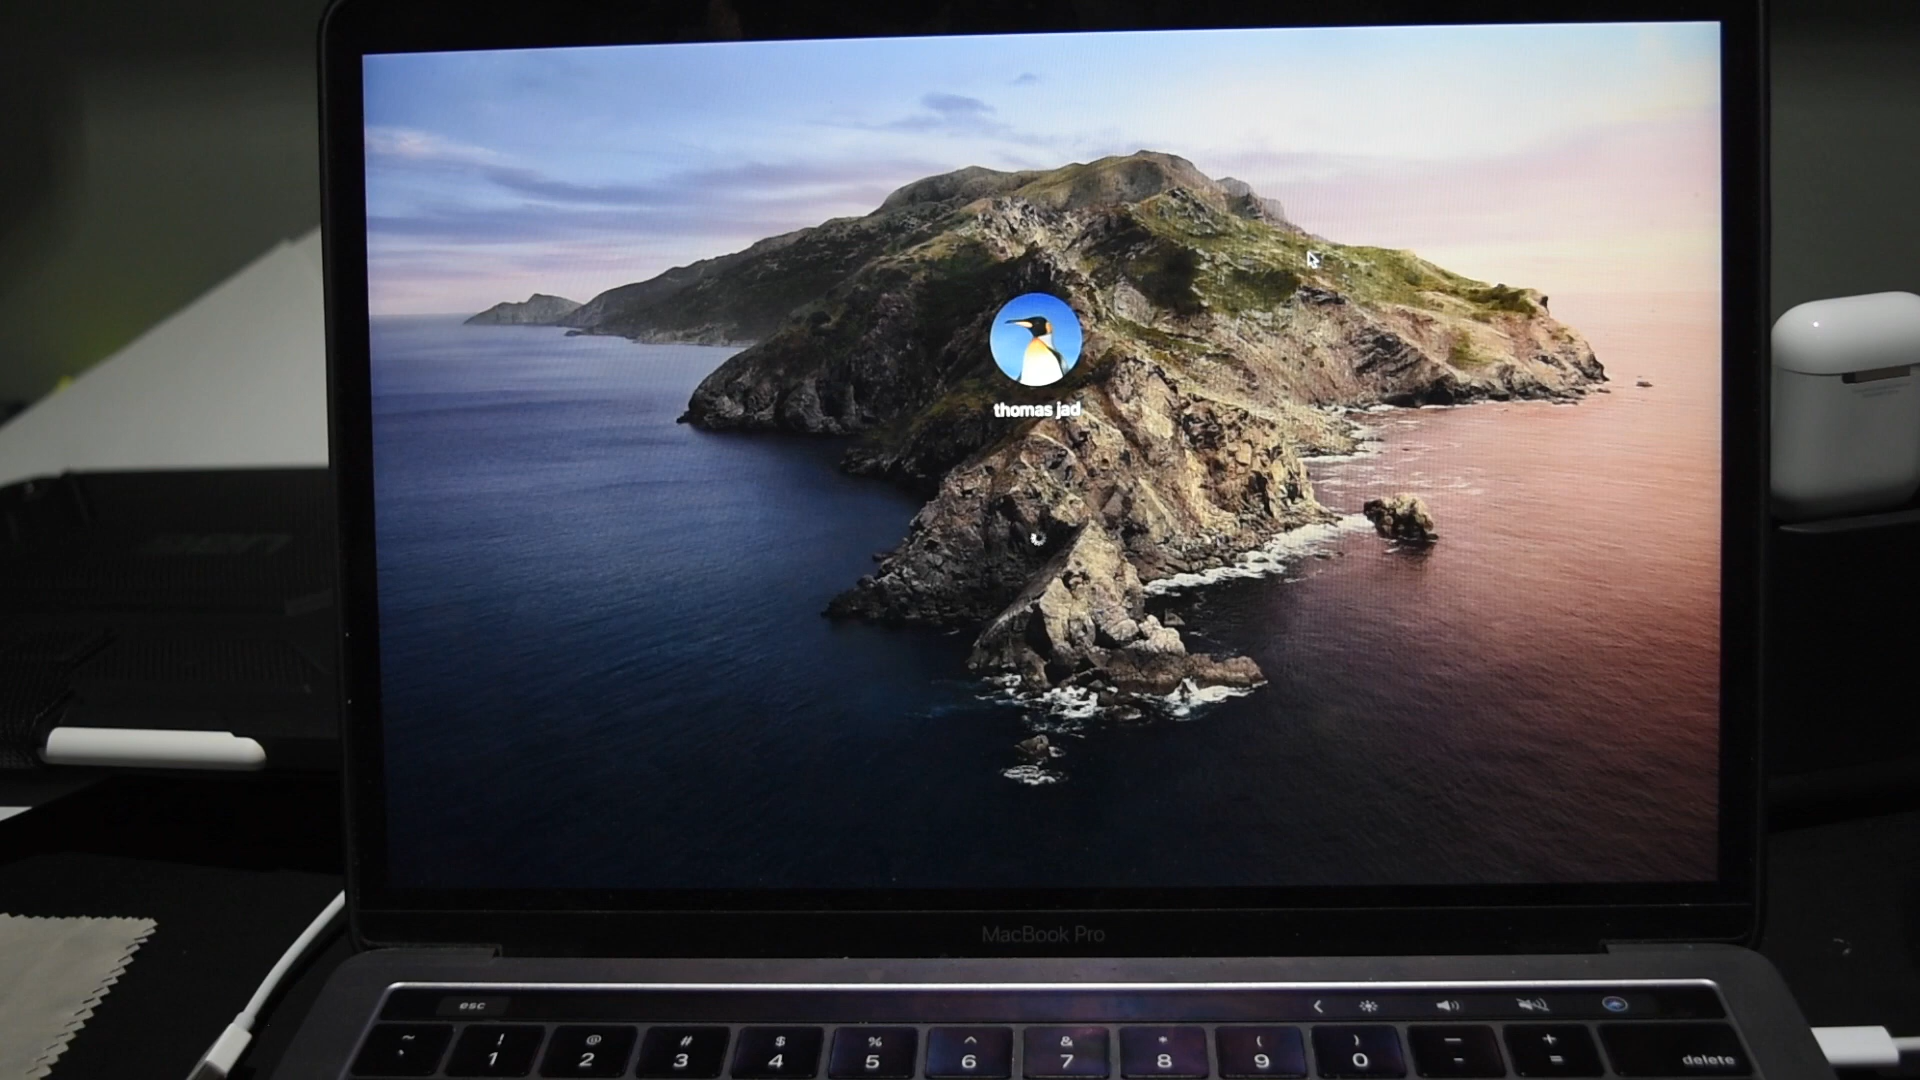 thomas jad
MacBook Pro
esc
~ ! @ # $ % ^ & * ( ) — +
` 1 2 3 4 5 6 7 8 9 0 - = delete